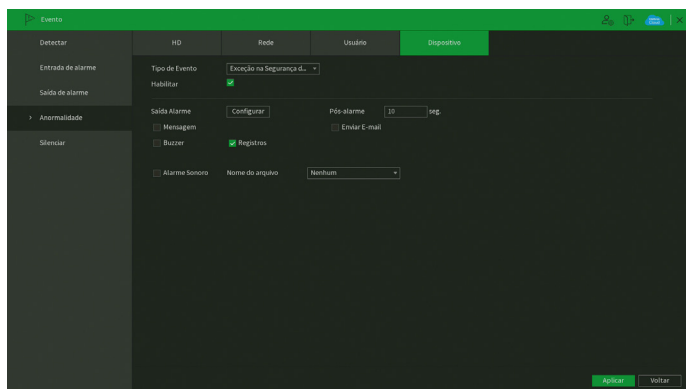 Evento
Detectar
Entrada de alarme
Saída de alarme
Anormalidade
Silenciar
HD Rede Usuário Dispositivo
Tipo de Evento Exceção na Segurança d...
Habilitar
Saída Alarme Configurar Pós-alarme 10 seg.
Mensagem Enviar E-mail
Buzzer Registros
Alarme Sonoro Nome do arquivo Nenhum
Aplicar Voltar